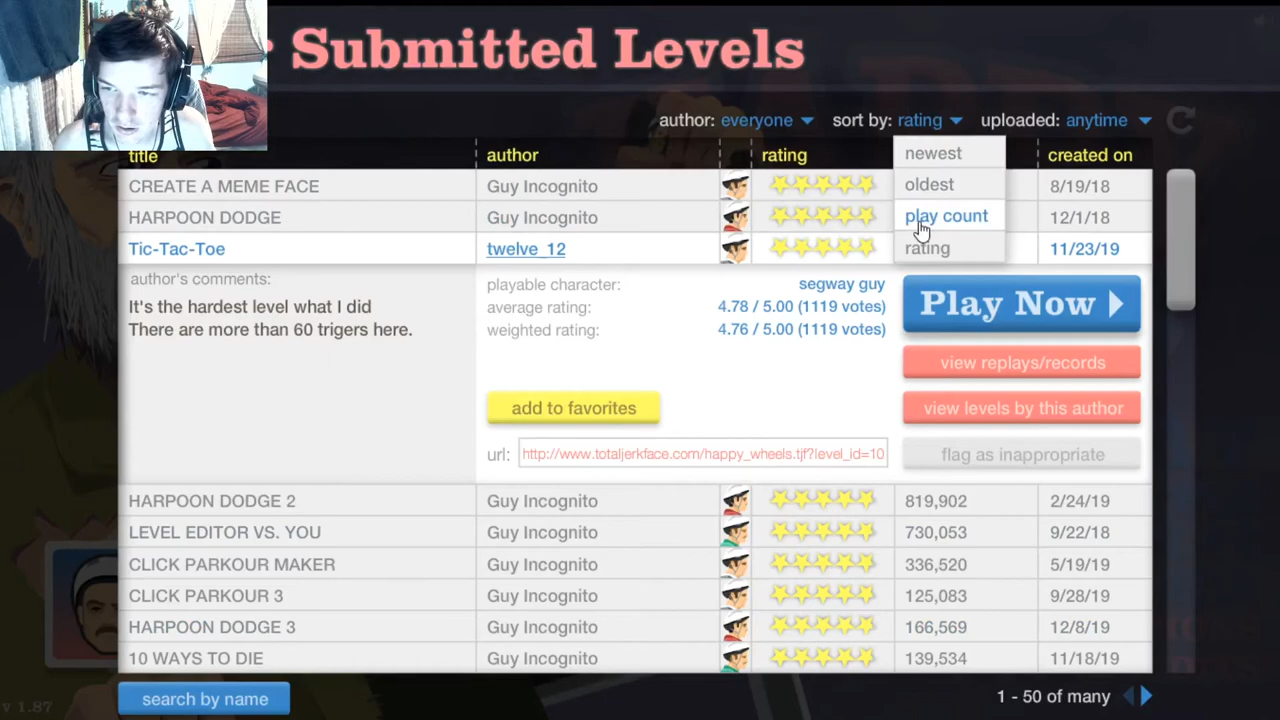 Submitted Levels
author: everyone sort by: rating uploaded: anytime
title author rating created on
newest
oldest
play count
rating
CREATE A MEME FACE Guy Incognito 8/19/18
HARPOON DODGE Guy Incognito 12/1/18
Tic-Tac-Toe twelve_12 11/23/19
author's comments:
It's the hardest level what I did
There are more than 60 trigers here.
playable character: segway guy
average rating: 4.78 / 5.00 (1119 votes)
weighted rating: 4.76 / 5.00 (1119 votes)
add to favorites
url: http://www.totaljerkface.com/happy_wheels.tjf?level_id=10
Play Now
view replays/records
view levels by this author
flag as inappropriate
HARPOON DODGE 2 Guy Incognito 819,902 2/24/19
LEVEL EDITOR VS. YOU Guy Incognito 730,053 9/22/18
CLICK PARKOUR MAKER Guy Incognito 336,520 5/19/19
CLICK PARKOUR 3 Guy Incognito 125,083 9/28/19
HARPOON DODGE 3 Guy Incognito 166,569 12/8/19
10 WAYS TO DIE Guy Incognito 139,534 11/18/19
search by name
1 - 50 of many
v 1.87